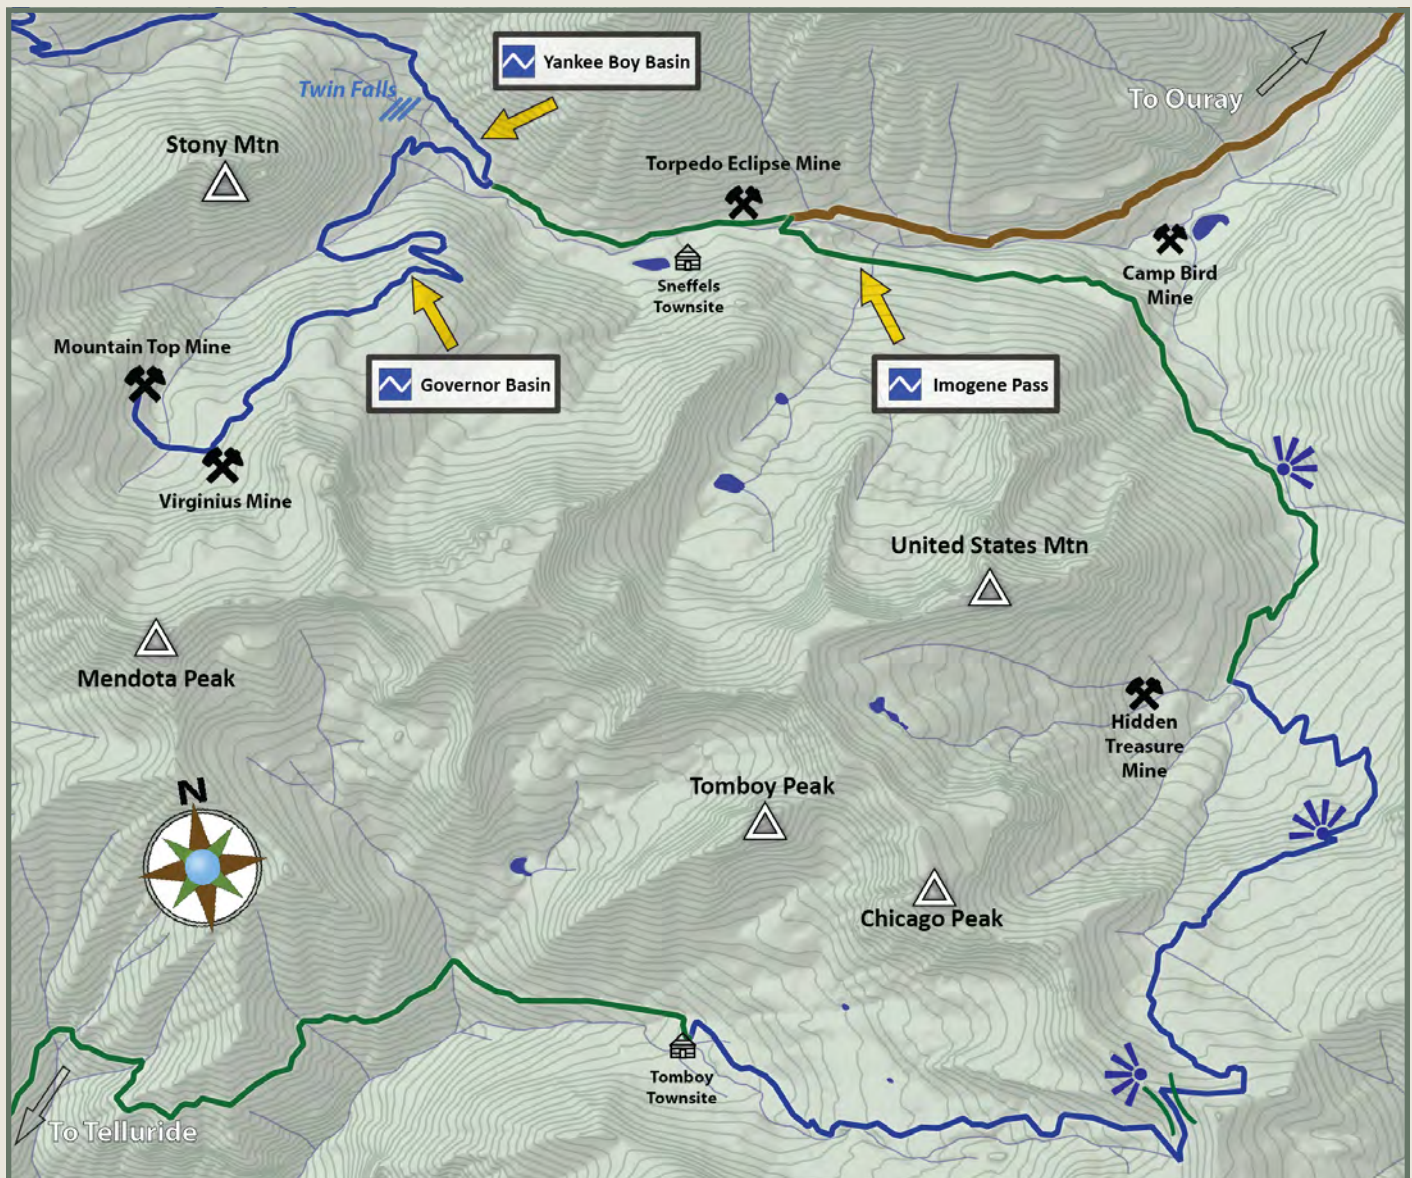 Yankee Boy Basin
Twin Falls
To Ouray
Stony Mtn
Torpedo Eclipse Mine
Camp Bird
Mine
Sneffels
Townsite
Mountain Top Mine
Governor Basin
Imogene Pass
Virginius Mine
United States Mtn
Mendota Peak
Hidden
Treasure
Mine
N
Tomboy Peak
Chicago Peak
Tomboy
Townsite
To Telluride